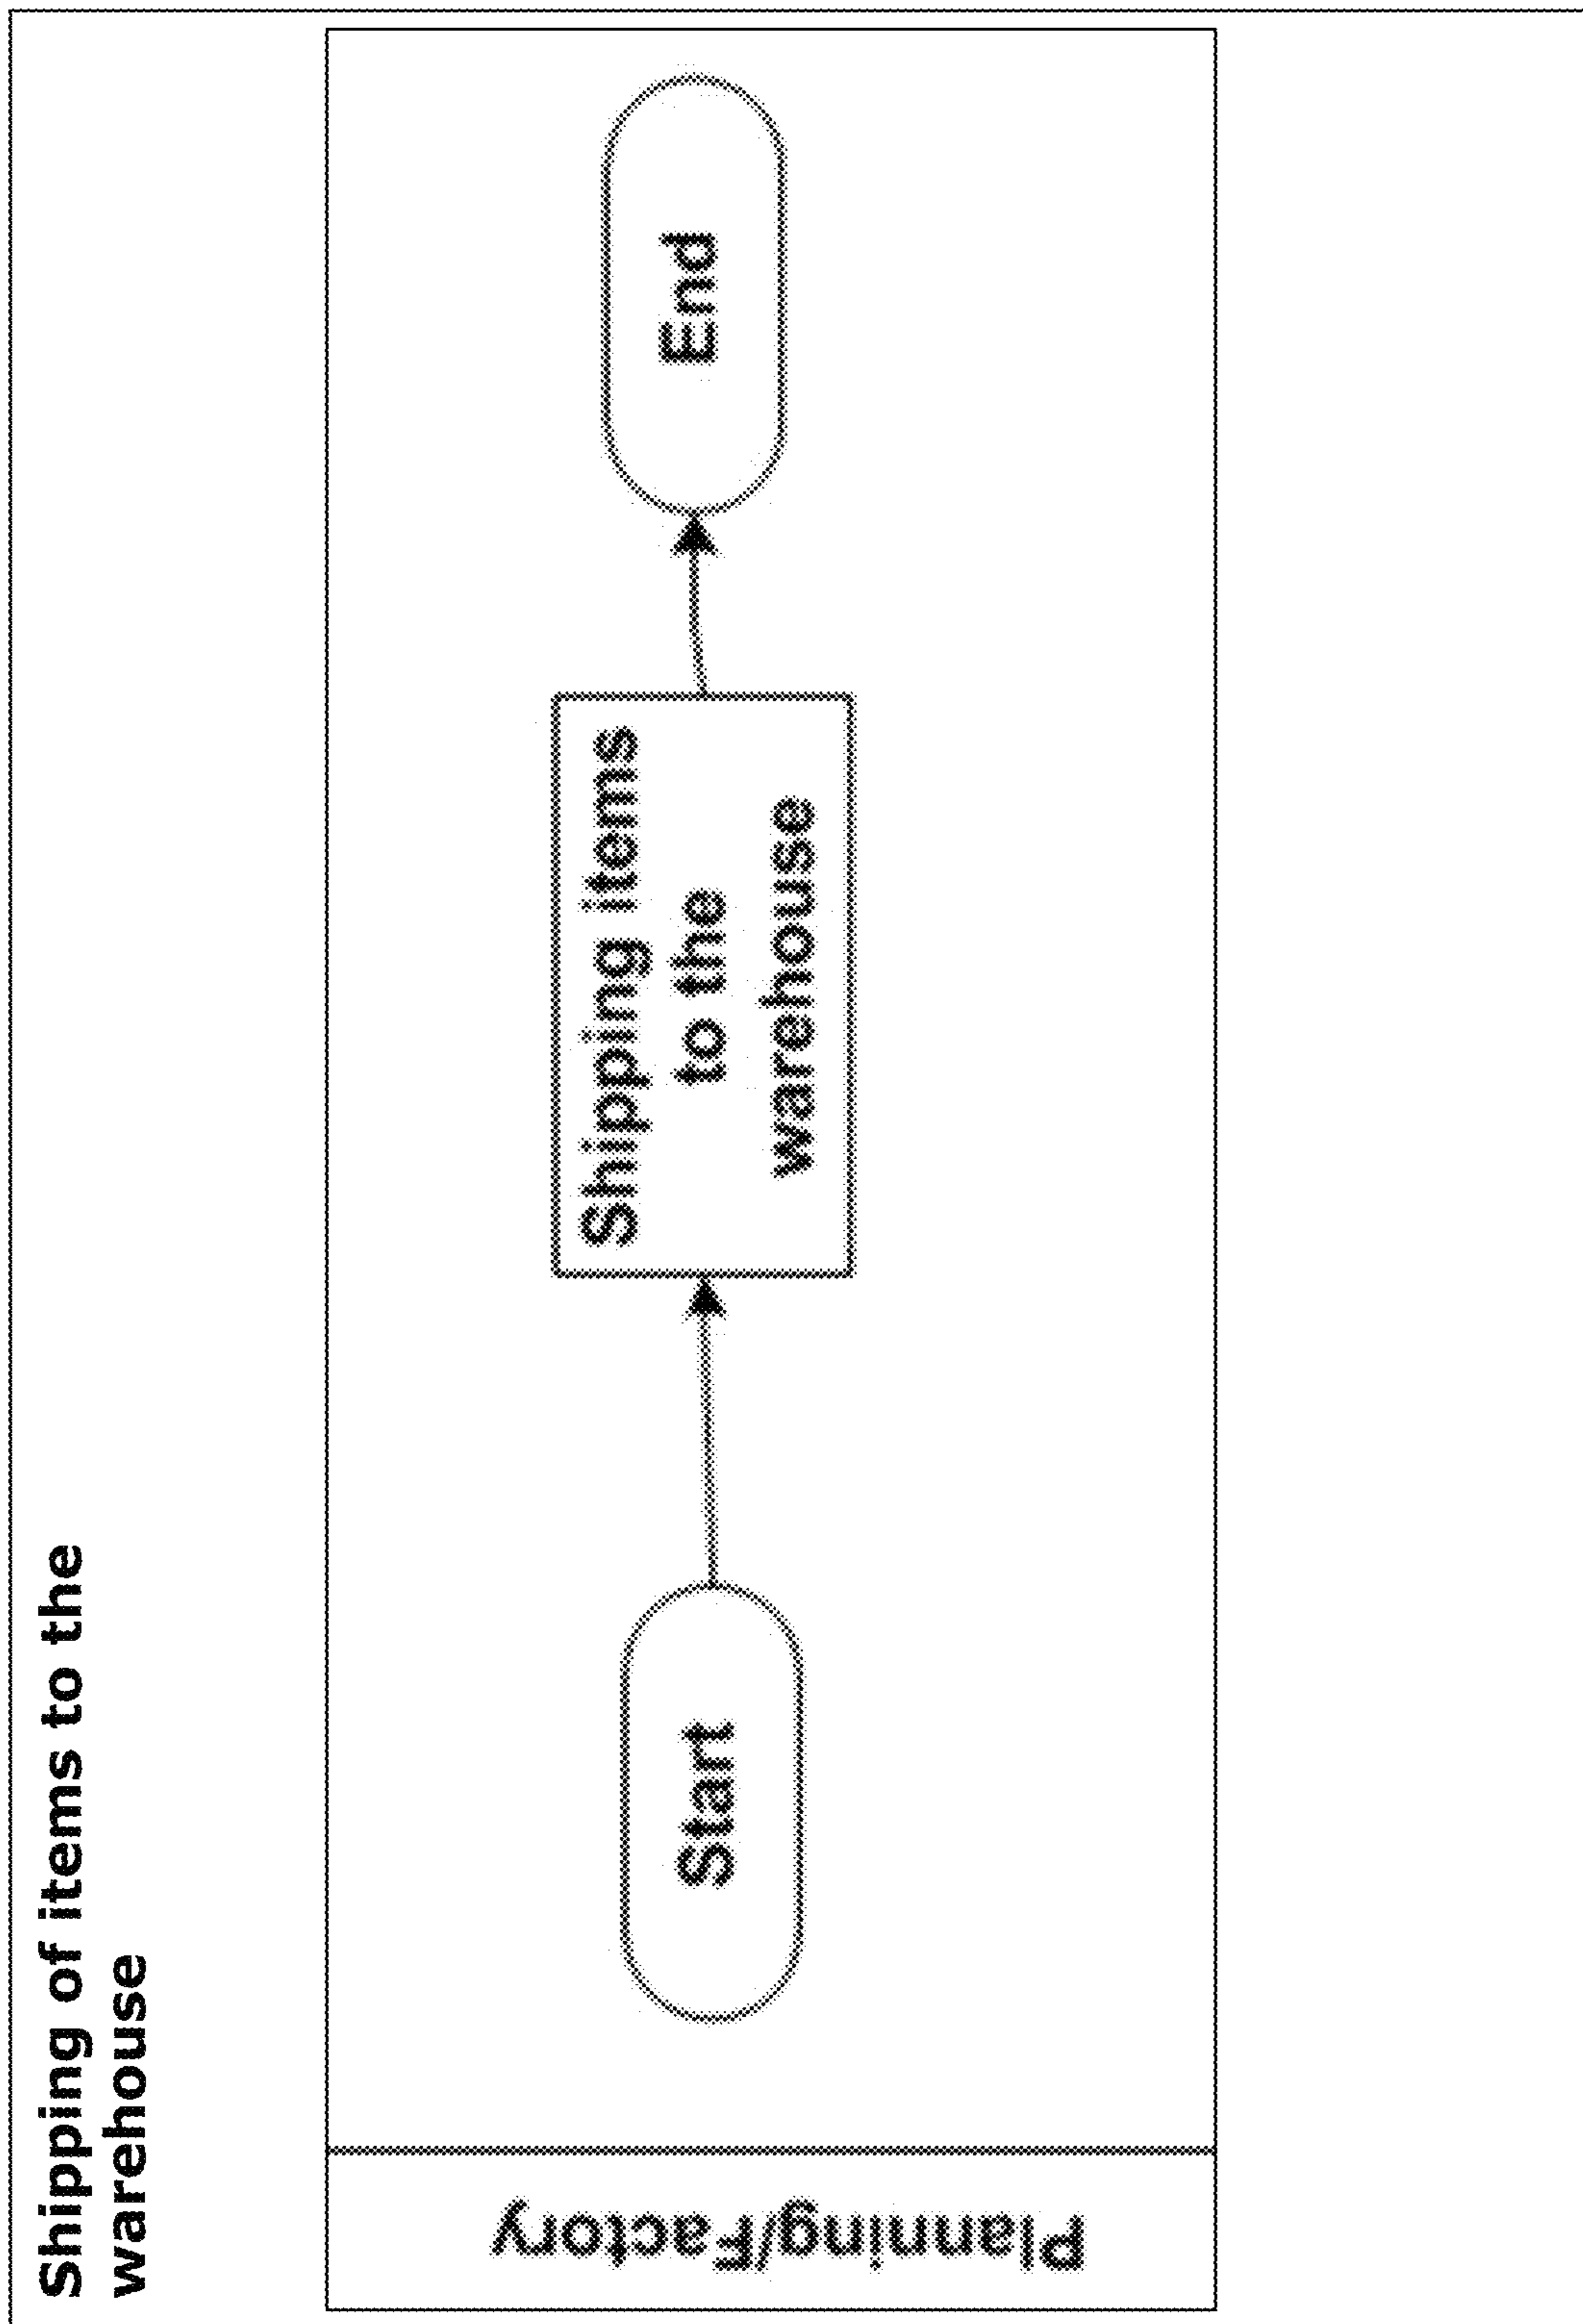 Shipping of items to the
warehouse
Planning/Factory
Start
Shipping items
to the
warehouse
End